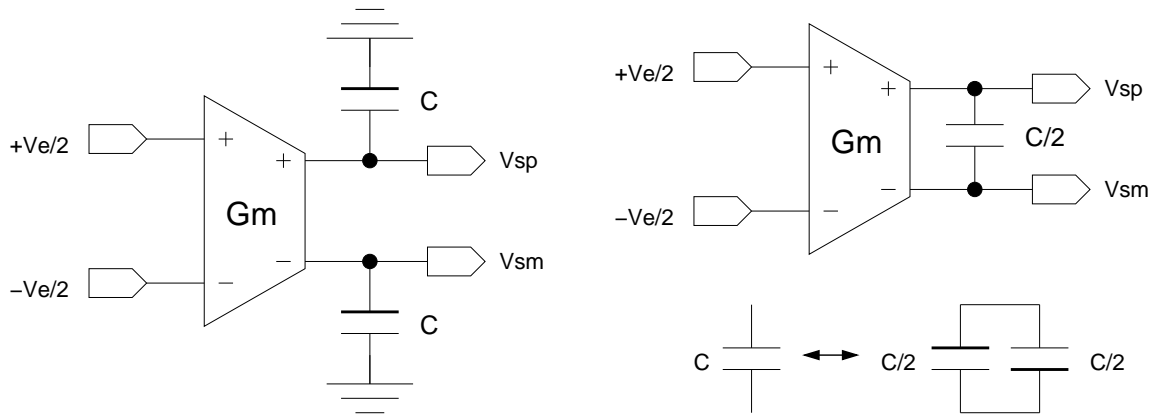 +Ve/2
−Ve/2
+
−
Gm
+
−
C
C
Vsp
Vsm
+Ve/2
−Ve/2
+
−
Gm
+
−
C/2
Vsp
Vsm
C
C/2
C/2